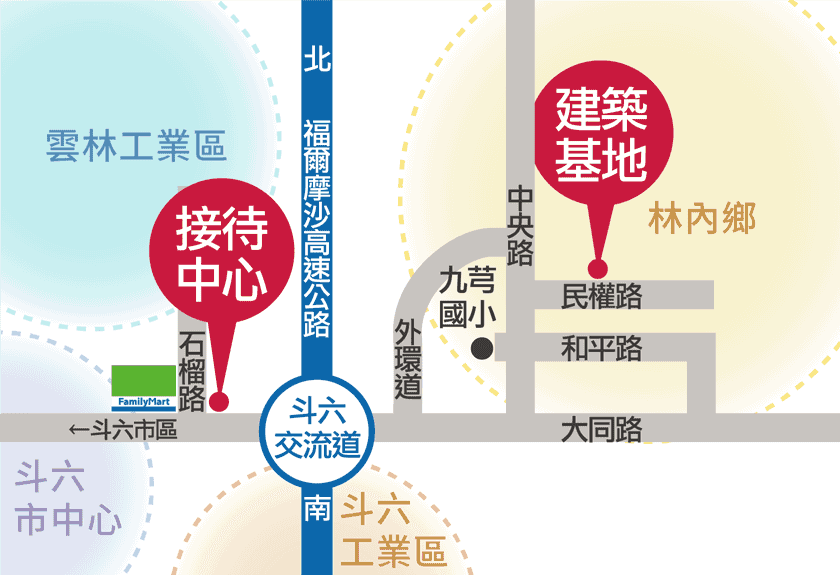 北
建築
基地
福爾摩沙高速公路
雲林工業區
中央路
林內鄉
接待
中心
九芎
國小
民權路
外環道
石榴路
和平路
FamilyMart
斗六
交流道
←斗六市區
大同路
斗六
市中心
南
斗六
工業區